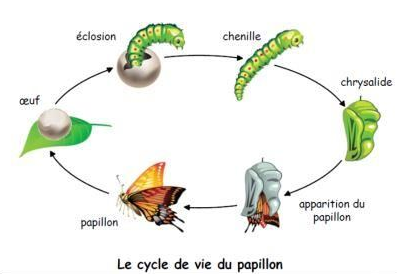 éclosion
chenille
chrysalide
œuf
apparition du
papillon
papillon
Le cycle de vie du papillon